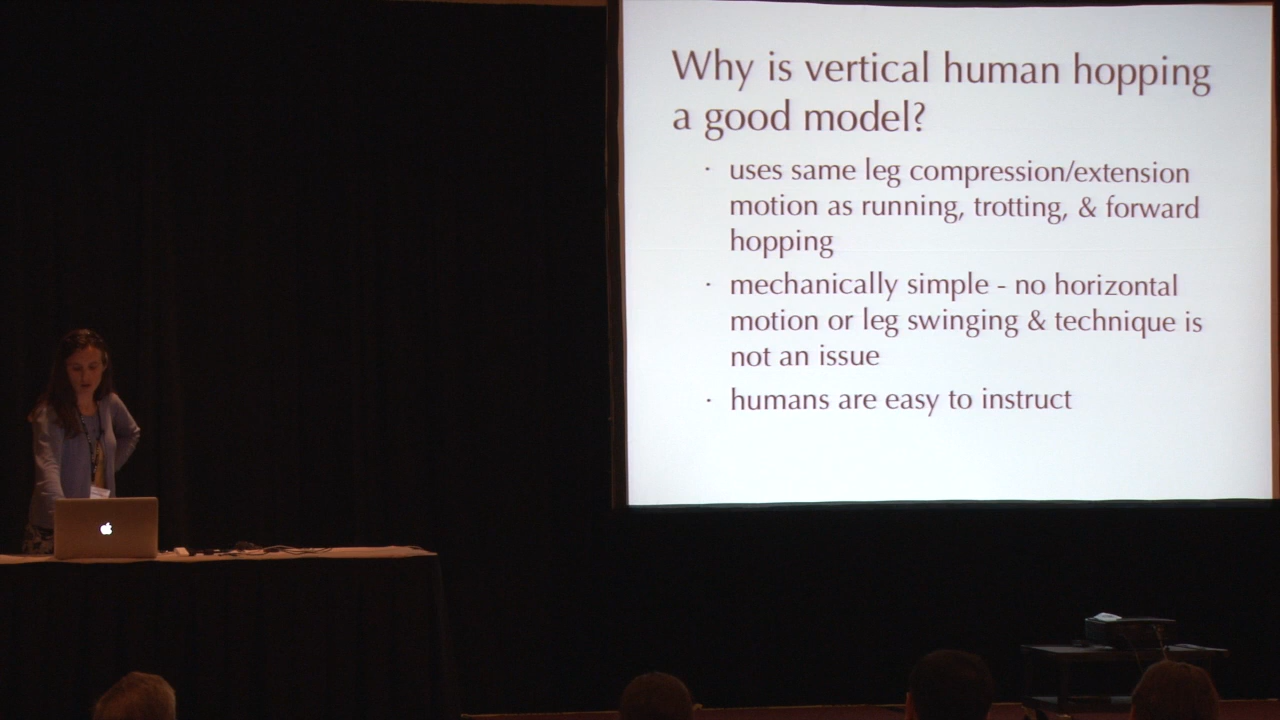 Why is vertical human hopping
a good model?
· uses same leg compression/extension
motion as running, trotting, & forward
hopping
· mechanically simple - no horizontal
motion or leg swinging & technique is
not an issue
· humans are easy to instruct